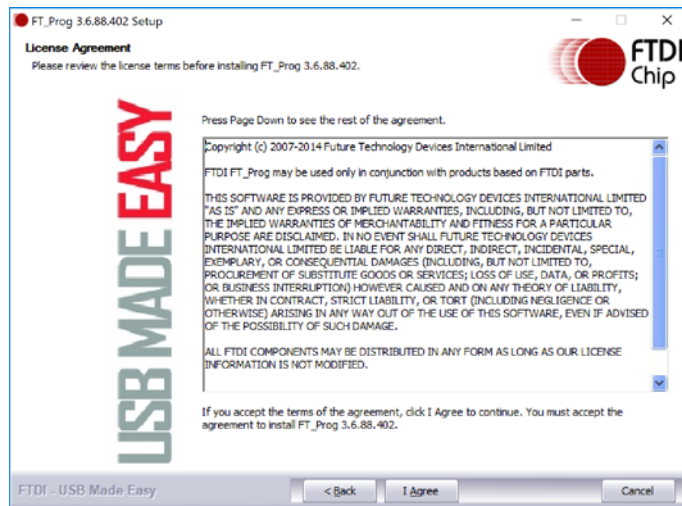 FT_Prog 3.6.88.402 Setup
License Agreement
Please review the license terms before installing FT_Prog 3.6.88.402.
FTDI
Chip
USB MADE EASY
Press Page Down to see the rest of the agreement.
Copyright (c) 2007-2014 Future Technology Devices International Limited
FTDI FT_Prog may be used only in conjunction with products based on FTDI parts.
THIS SOFTWARE IS PROVIDED BY FUTURE TECHNOLOGY DEVICES INTERNATIONAL LIMITED
"AS IS" AND ANY EXPRESS OR IMPLIED WARRANTIES, INCLUDING, BUT NOT LIMITED TO,
THE IMPLIED WARRANTIES OF MERCHANTABILITY AND FITNESS FOR A PARTICULAR
PURPOSE ARE DISCLAIMED. IN NO EVENT SHALL FUTURE TECHNOLOGY DEVICES
INTERNATIONAL LIMITED BE LIABLE FOR ANY DIRECT, INDIRECT, INCIDENTAL, SPECIAL,
EXEMPLARY, OR CONSEQUENTIAL DAMAGES (INCLUDING, BUT NOT LIMITED TO,
PROCUREMENT OF SUBSTITUTE GOODS OR SERVICES; LOSS OF USE, DATA, OR PROFITS;
OR BUSINESS INTERRUPTION) HOWEVER CAUSED AND ON ANY THEORY OF LIABILITY,
WHETHER IN CONTRACT, STRICT LIABILITY, OR TORT (INCLUDING NEGLIGENCE OR
OTHERWISE) ARISING IN ANY WAY OUT OF THE USE OF THIS SOFTWARE, EVEN IF ADVISED
OF THE POSSIBILITY OF SUCH DAMAGE.
ALL FTDI COMPONENTS MAY BE DISTRIBUTED IN ANY FORM AS LONG AS OUR LICENSE
INFORMATION IS NOT MODIFIED.
If you accept the terms of the agreement, click I Agree to continue. You must accept the
agreement to install FT_Prog 3.6.88.402.
FTDI - USB Made Easy
< Back
I Agree
Cancel